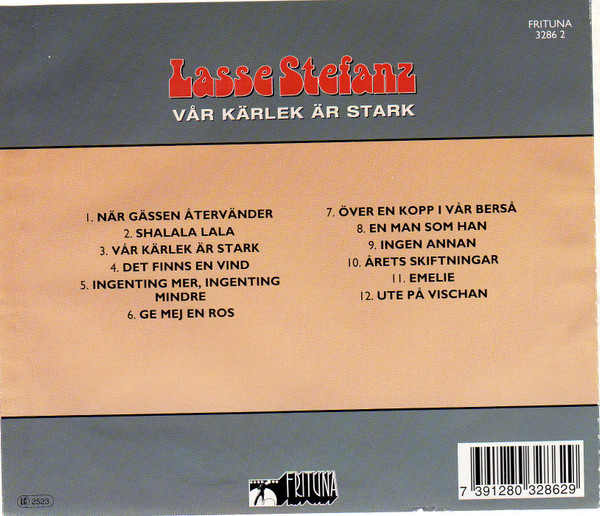 FRITUNA
3286 2
Lasse Stefanz
VÅR KÄRLEK ÄR STARK
1. NÄR GÄSSEN ÅTERVÄNDER
2. SHALALA LALA
3. VÅR KÄRLEK ÄR STARK
4. DET FINNS EN VIND
5. INGENTING MER, INGENTING
MINDRE
6. GE MEJ EN ROS
7. ÖVER EN KOPP I VÅR BERSÅ
8. EN MAN SOM HAN
9. INGEN ANNAN
10. ÅRETS SKIFTNINGAR
11. EMELIE
12. UTE PÅ VISCHAN
LC 2523
FRITUNA
7 391280 328629